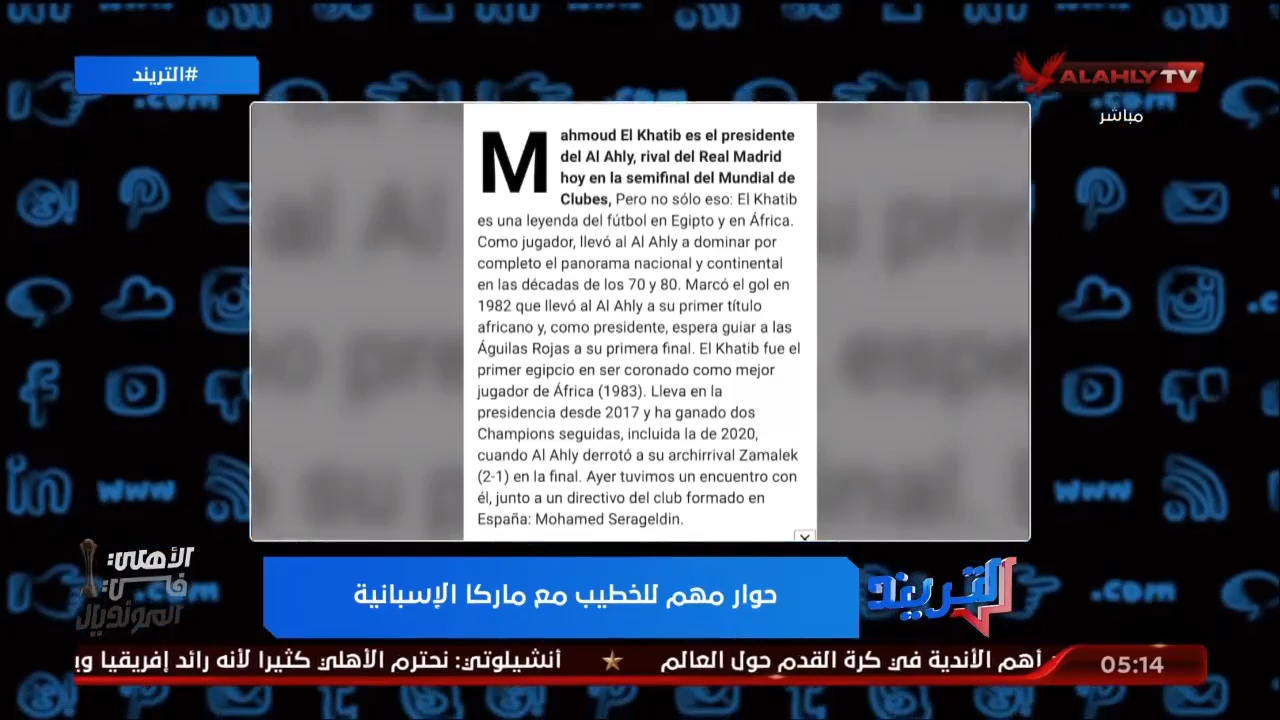 #التريند
ALAHLY TV
مباشر
Mahmoud El Khatib es el presidente
del Al Ahly, rival del Real Madrid
hoy en la semifinal del Mundial de
Clubes, Pero no sólo eso: El Khatib
es una leyenda del fútbol en Egipto y en África.
Como jugador, llevó al Al Ahly a dominar por
completo el panorama nacional y continental
en las décadas de los 70 y 80. Marcó el gol en
1982 que llevó al Al Ahly a su primer título
africano y, como presidente, espera guiar a las
Águilas Rojas a su primera final. El Khatib fue el
primer egipcio en ser coronado como mejor
jugador de África (1983). Lleva en la
presidencia desde 2017 y ha ganado dos
Champions seguidas, incluida la de 2020,
cuando Al Ahly derrotó a su archirrival Zamalek
(2-1) en la final. Ayer tuvimos un encuentro con
él, junto a un directivo del club formado en
España: Mohamed Serageldin.
الأهلي:
في:
المونديال
حوار مهم للخطيب مع ماركا الإسبانية
التريند
أهم الأندية في كرة القدم حول العالم ★ أنشيلوتي: نحترم الأهلي كثيرا لأنه رائد إفريقيا
05:14